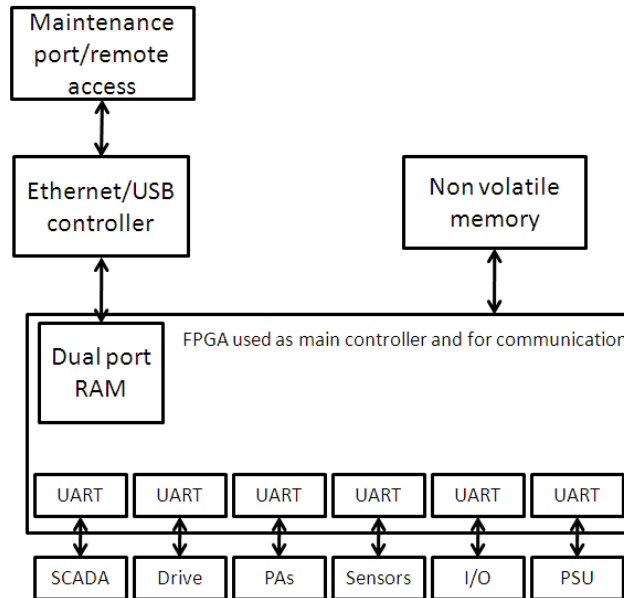 Maintenance
port/remote
access
Ethernet/USB
controller
Non volatile
memory
FPGA used as main controller and for communication
Dual port
RAM
UART UART UART UART UART UART
SCADA Drive PAs Sensors I/O PSU